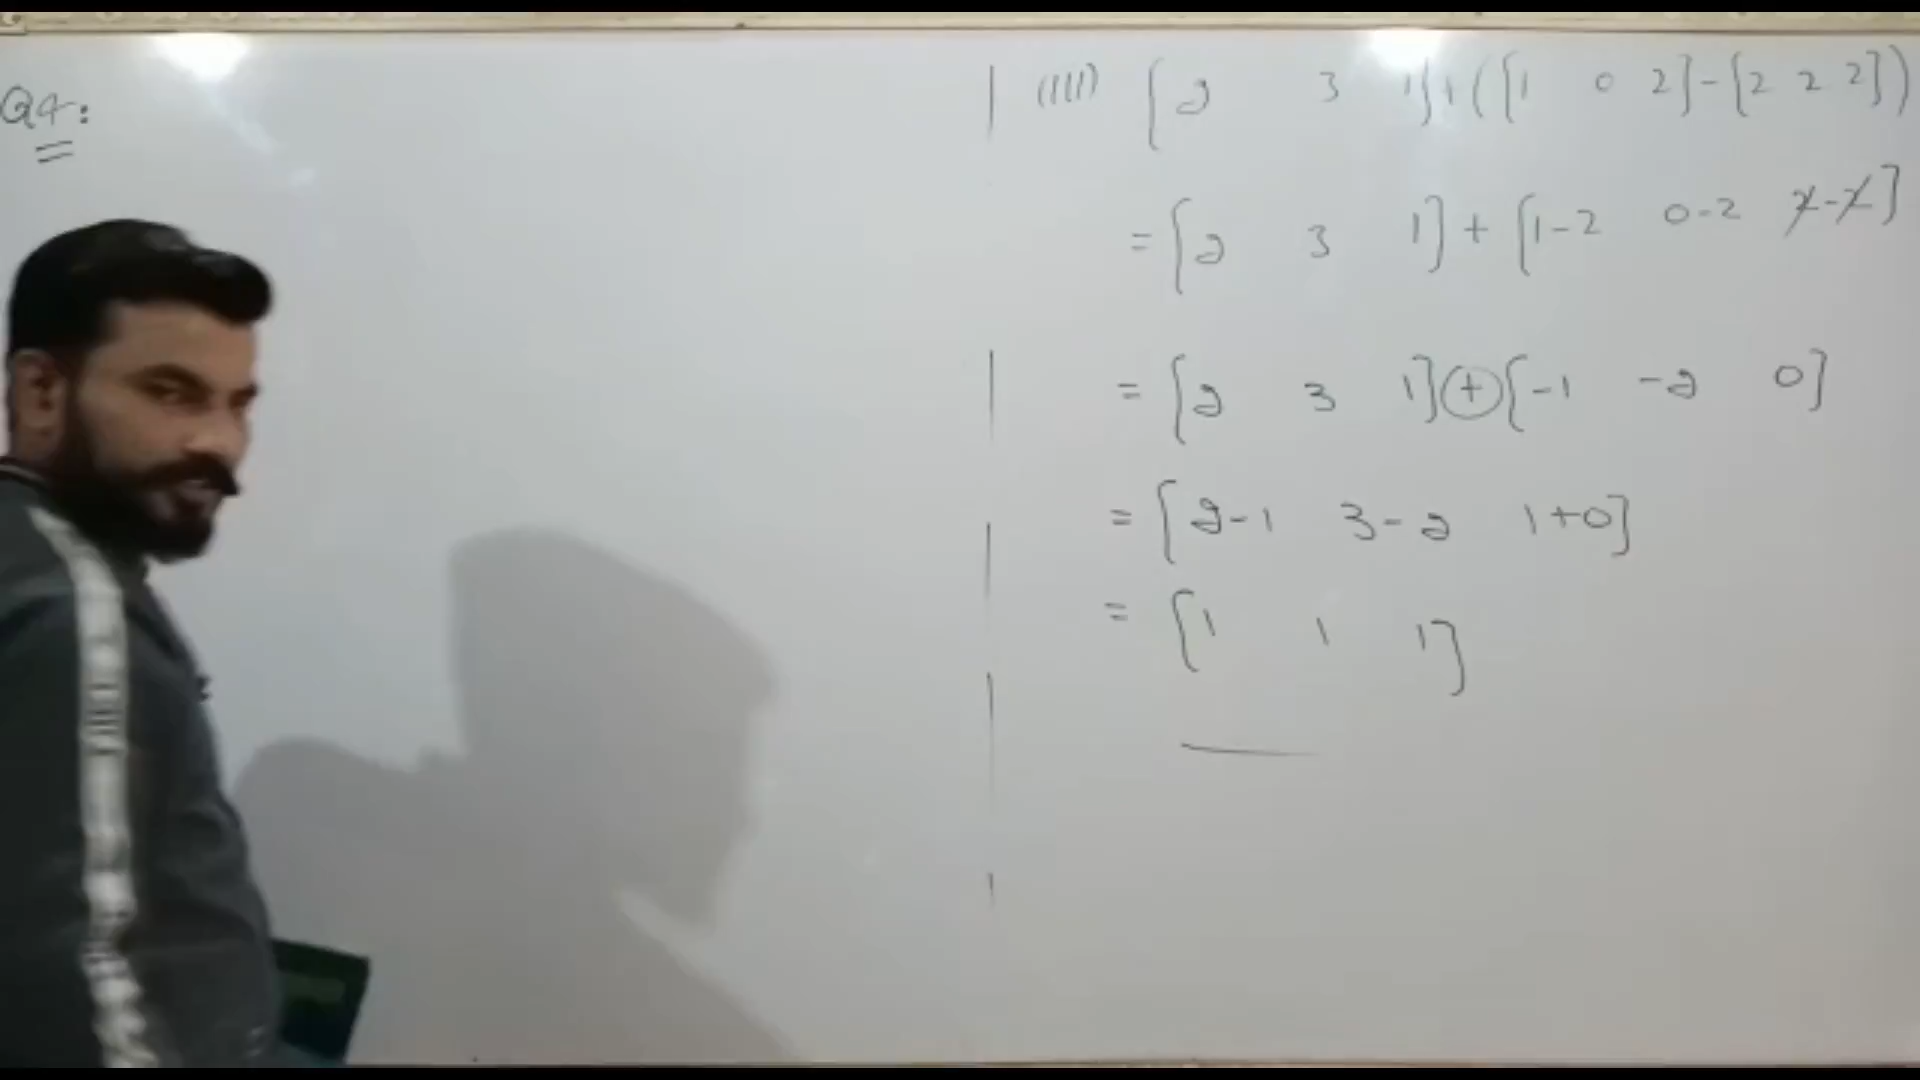 Q4:
(iii) [2 3 1]+([1 0 2]-[2 2 2])
=[2 3 1]+[1-2 0-2 2-2]
=[2 3 1]+[-1 -2 0]
=[2-1 3-2 1+0]
=[1 1 1]